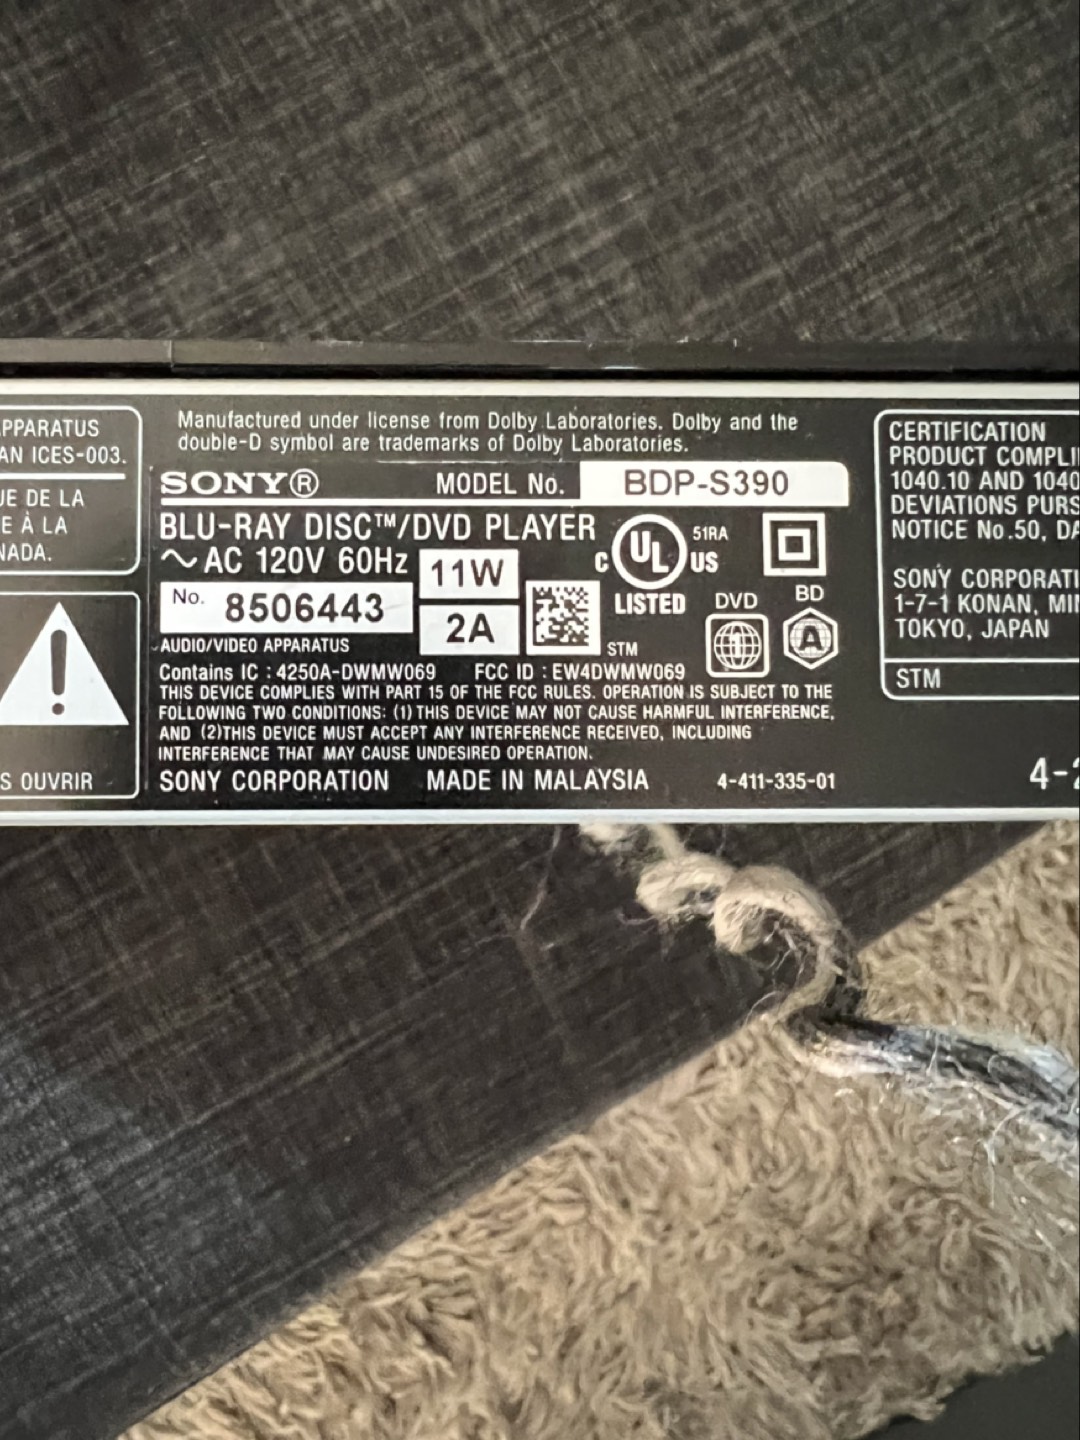 APPARATUS
AN ICES-003.
UE DE LA
E À LA
NADA.
S OUVRIR
Manufactured under license from Dolby Laboratories. Dolby and the
double-D symbol are trademarks of Dolby Laboratories.
SONY® MODEL No. BDP-S390
BLU-RAY DISC™/DVD PLAYER
~AC 120V 60Hz 11W
No. 8506443 2A
C UL US 51RA
LISTED
DVD BD
1 A
STM
AUDIO/VIDEO APPARATUS
Contains IC : 4250A-DWMW069 FCC ID : EW4DWMW069
THIS DEVICE COMPLIES WITH PART 15 OF THE FCC RULES. OPERATION IS SUBJECT TO THE
FOLLOWING TWO CONDITIONS: (1) THIS DEVICE MAY NOT CAUSE HARMFUL INTERFERENCE,
AND (2)THIS DEVICE MUST ACCEPT ANY INTERFERENCE RECEIVED, INCLUDING
INTERFERENCE THAT MAY CAUSE UNDESIRED OPERATION.
SONY CORPORATION MADE IN MALAYSIA 4-411-335-01
CERTIFICATION
PRODUCT COMPLI
1040.10 AND 1040
DEVIATIONS PURS
NOTICE No.50, DA
SONY CORPORATI
1-7-1 KONAN, MIN
TOKYO, JAPAN
STM
4-2